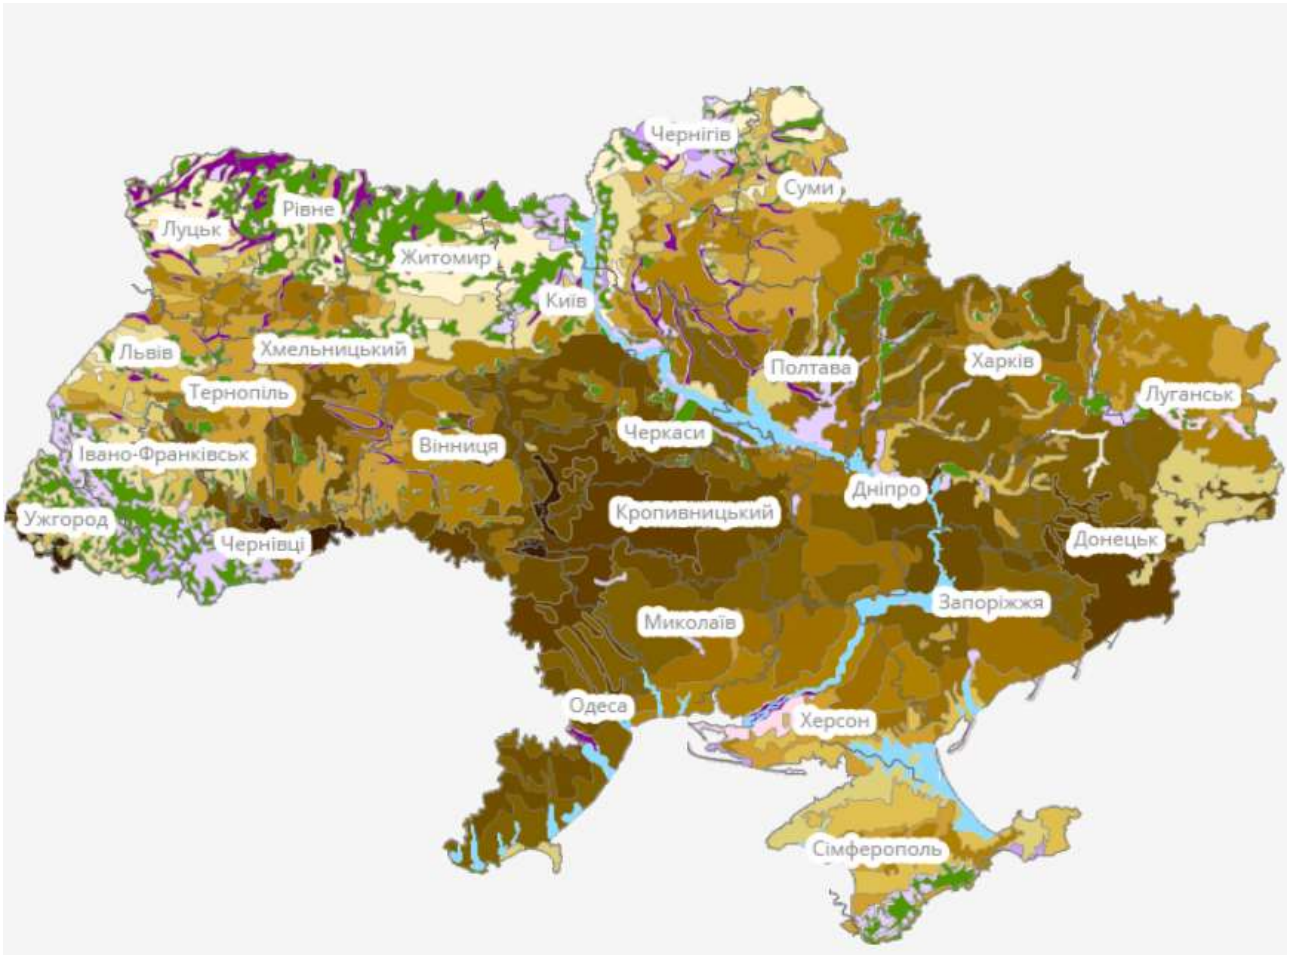 Чернігів
Суми
Рівне
Луцьк
Житомир
Київ
Львів
Хмельницький
Полтава
Харків
Тернопіль
Луганськ
Черкаси
Вінниця
Івано-Франківськ
Дніпро
Кропивницький
Ужгород
Чернівці
Донецьк
Запоріжжя
Миколаїв
Одеса
Херсон
Сімферополь